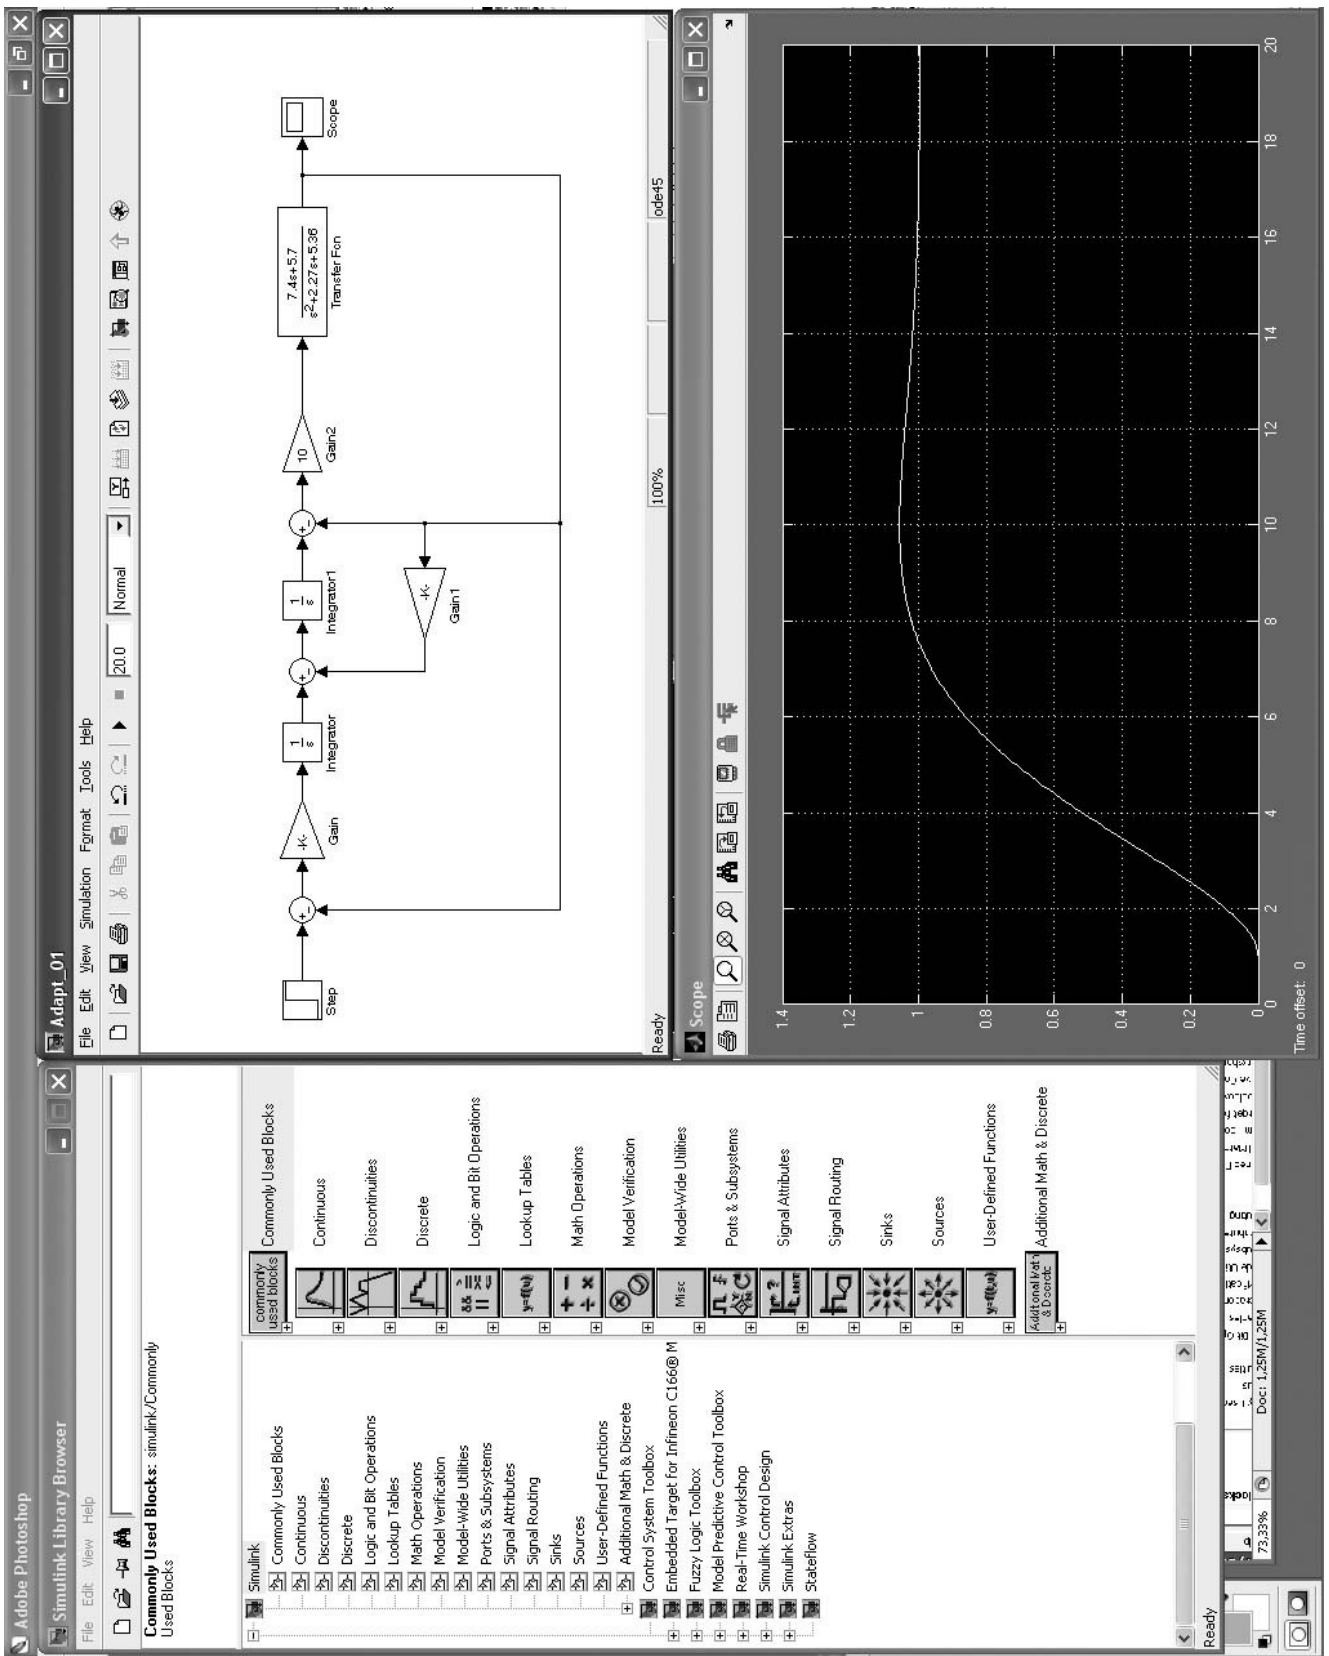 Adobe Photoshop
Simulink Library Browser
File Edit View Help
Commonly Used Blocks: simulink/Commonly
Used Blocks
Simulink
Commonly Used Blocks
Continuous
Discontinuities
Discrete
Logic and Bit Operations
Lookup Tables
Math Operations
Model Verification
Model-Wide Utilities
Ports & Subsystems
Signal Attributes
Signal Routing
Sinks
Sources
User-Defined Functions
Additional Math & Discrete
Control System Toolbox
Embedded Target for Infineon C166® M
Fuzzy Logic Toolbox
Model Predictive Control Toolbox
Real-Time Workshop
Simulink Control Design
Simulink Extras
Stateflow
commonly
used blocks
Commonly Used Blocks
Continuous
Discontinuities
Discrete
Logic and Bit Operations
y=f(u)
Lookup Tables
Math Operations
Model Verification
Misc
Model-Wide Utilities
Ports & Subsystems
Signal Attributes
Signal Routing
Sinks
Sources
y=f(t,u)
User-Defined Functions
Additional Math
& Discrete
Additional Math & Discrete
Ready
73,33%
Doc: 1,25M/1,25M
Adapt_01
File Edit View Simulation Format Tools Help
20.0
Normal
Step
-K-
Gain
1
s
Integrator
1
s
Integrator1
10
Gain2
7.4s+5.7
s²+2.27s+5.36
Transfer Fcn
Scope
-K-
Gain1
Ready
100%
ode45
Scope
1.4
1.2
1
0.8
0.6
0.4
0.2
0
0 2 4 6 8 10 12 14 16 18 20
Time offset: 0